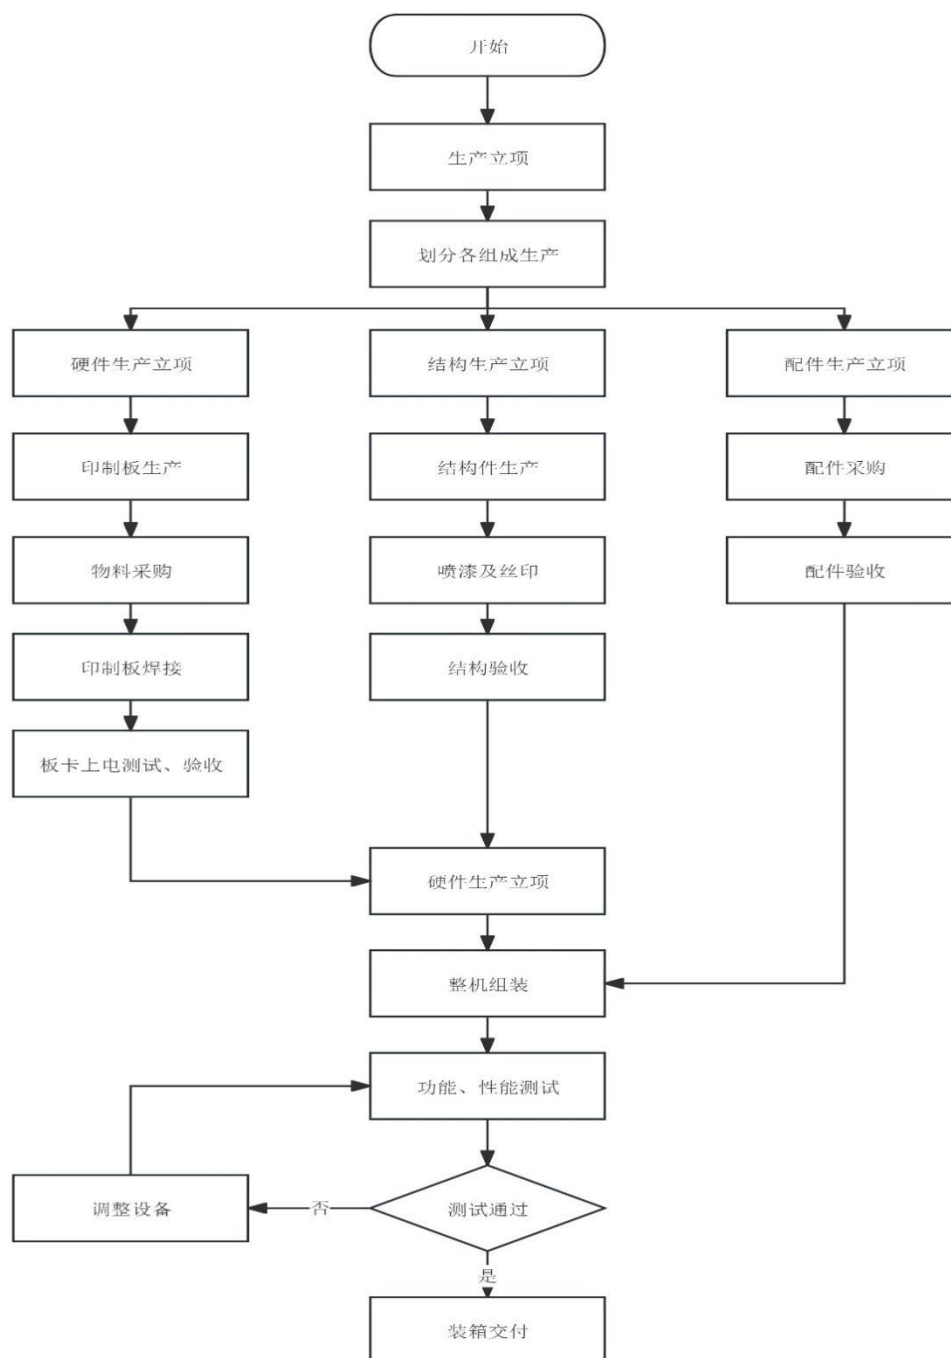 开始
生产立项
划分各组成生产
硬件生产立项
结构生产立项
配件生产立项
印制板生产
结构件生产
配件采购
物料采购
喷漆及丝印
配件验收
印制板焊接
结构验收
板卡上电测试、验收
硬件生产立项
整机组装
功能、性能测试
调整设备
否
测试通过
是
装箱交付